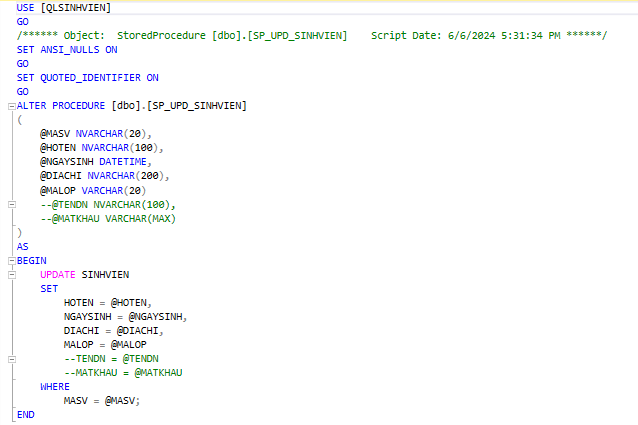 USE [QLSINHVIEN]
GO
/****** Object:  StoredProcedure [dbo].[SP_UPD_SINHVIEN]    Script Date: 6/6/2024 5:31:34 PM ******/
SET ANSI_NULLS ON
GO
SET QUOTED_IDENTIFIER ON
GO
ALTER PROCEDURE [dbo].[SP_UPD_SINHVIEN]
(
    @MASV NVARCHAR(20),
    @HOTEN NVARCHAR(100),
    @NGAYSINH DATETIME,
    @DIACHI NVARCHAR(200),
    @MALOP VARCHAR(20)
    --@TENDN NVARCHAR(100),
    --@MATKHAU VARCHAR(MAX)
)
AS
BEGIN
    UPDATE SINHVIEN
    SET
        HOTEN = @HOTEN,
        NGAYSINH = @NGAYSINH,
        DIACHI = @DIACHI,
        MALOP = @MALOP
        --TENDN = @TENDN
        --MATKHAU = @MATKHAU
    WHERE
        MASV = @MASV;
END